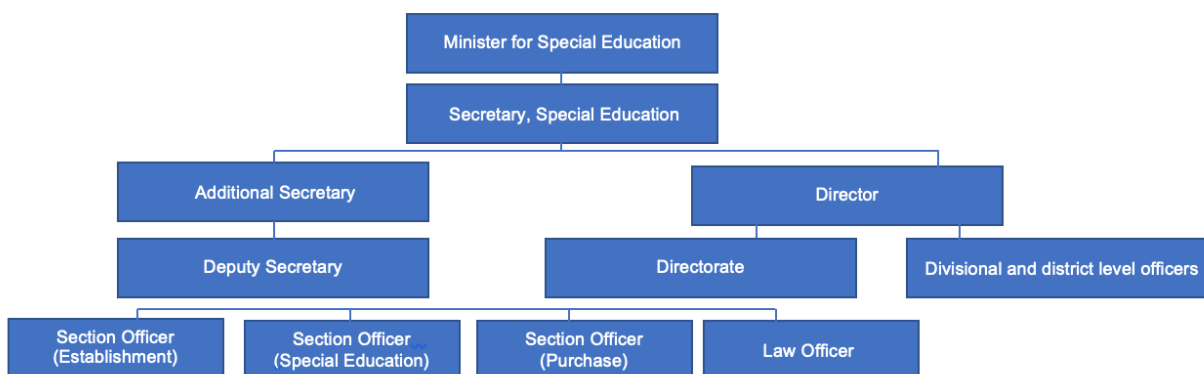 Minister for Special Education
Secretary, Special Education
Additional Secretary
Director
Deputy Secretary
Directorate
Divisional and district level officers
Section Officer
(Establishment)
Section Officer
(Special Education)
Section Officer
(Purchase)
Law Officer